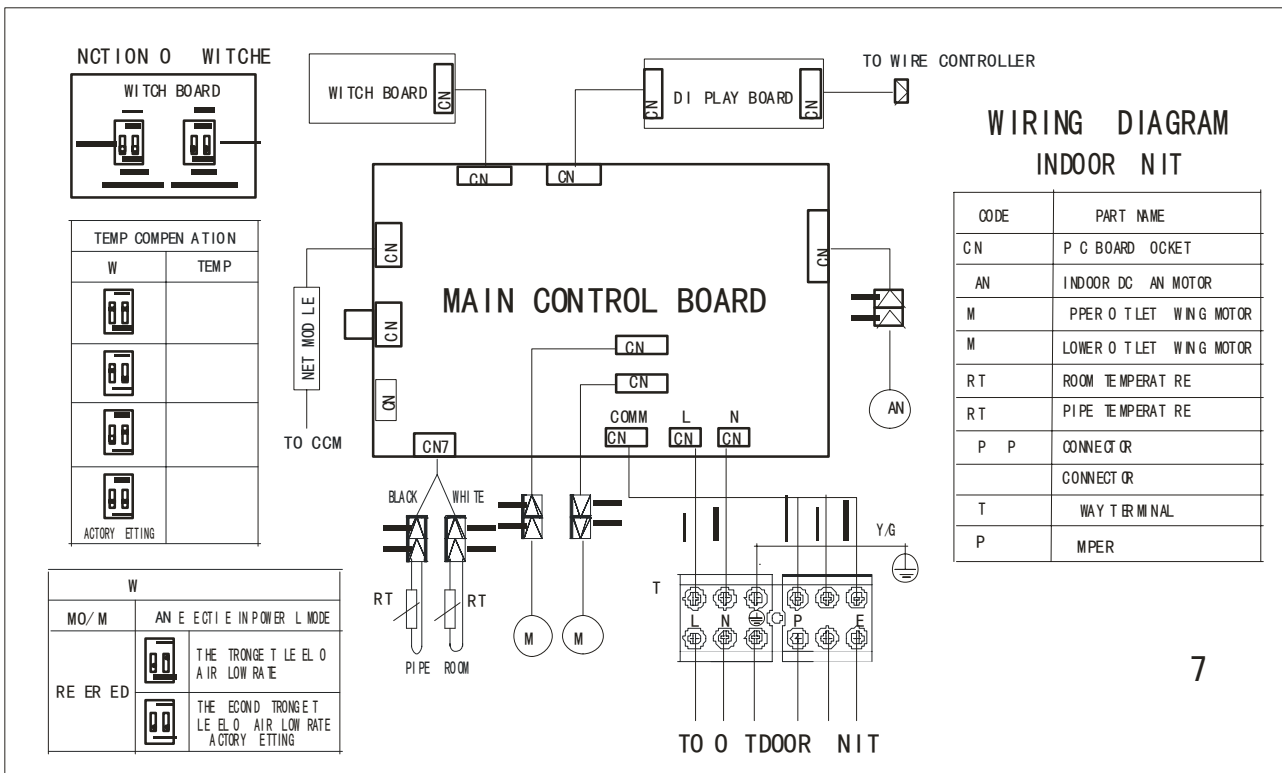 NCTION O WITCHE
WITCH BOARD
TEMP COMPEN ATION
W TEMP
ACTORY ETTING
W
MO/M AN E ECTI E IN POWER L MODE
RE ER ED
THE TRONGE T LE EL O
AIR LOW RATE
THE ECOND TRONGE T
LE EL O AIR LOW RATE
ACTORY ETTING
WITCH BOARD
CN
CN
DI PLAY BOARD
CN
TO WIRE CONTROLLER
CN
CN
CN
CN
MAIN CONTROL BOARD
NET MOD LE
CN
CN
CN
CN
TO CCM
CN7
COMM L N
CN CN CN
AN
BLACK WHITE
Y/G
RT RT
PIPE ROOM
M M
T
L N P E
TO O TDOOR NIT
WIRING DIAGRAM
INDOOR NIT
CODE PART NAME
CN P C BOARD OCKET
AN INDOOR DC AN MOTOR
M PPER O TLET WING MOTOR
M LOWER O TLET WING MOTOR
RT ROOM TEMPERAT RE
RT PIPE TEMPERAT RE
P P CONNECTOR
CONNECTOR
T WAY TERMINAL
P MPER
7